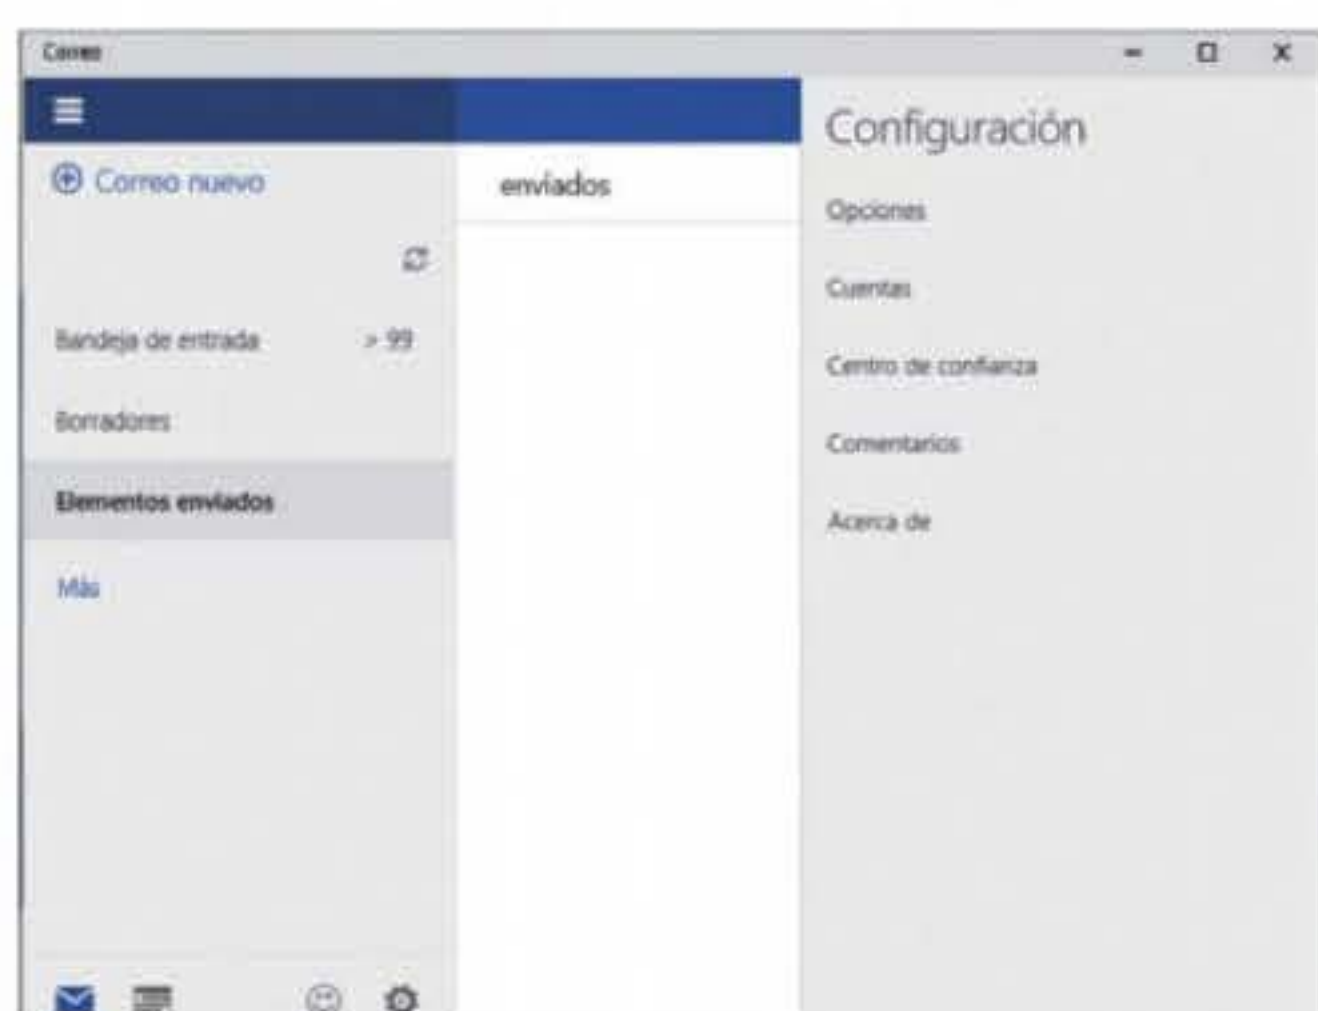 Correo
Correo nuevo
Bandeja de entrada > 99
Borradores
Elementos enviados
Más
enviados
Configuración
Opciones
Cuentas
Centro de confianza
Comentarios
Acerca de